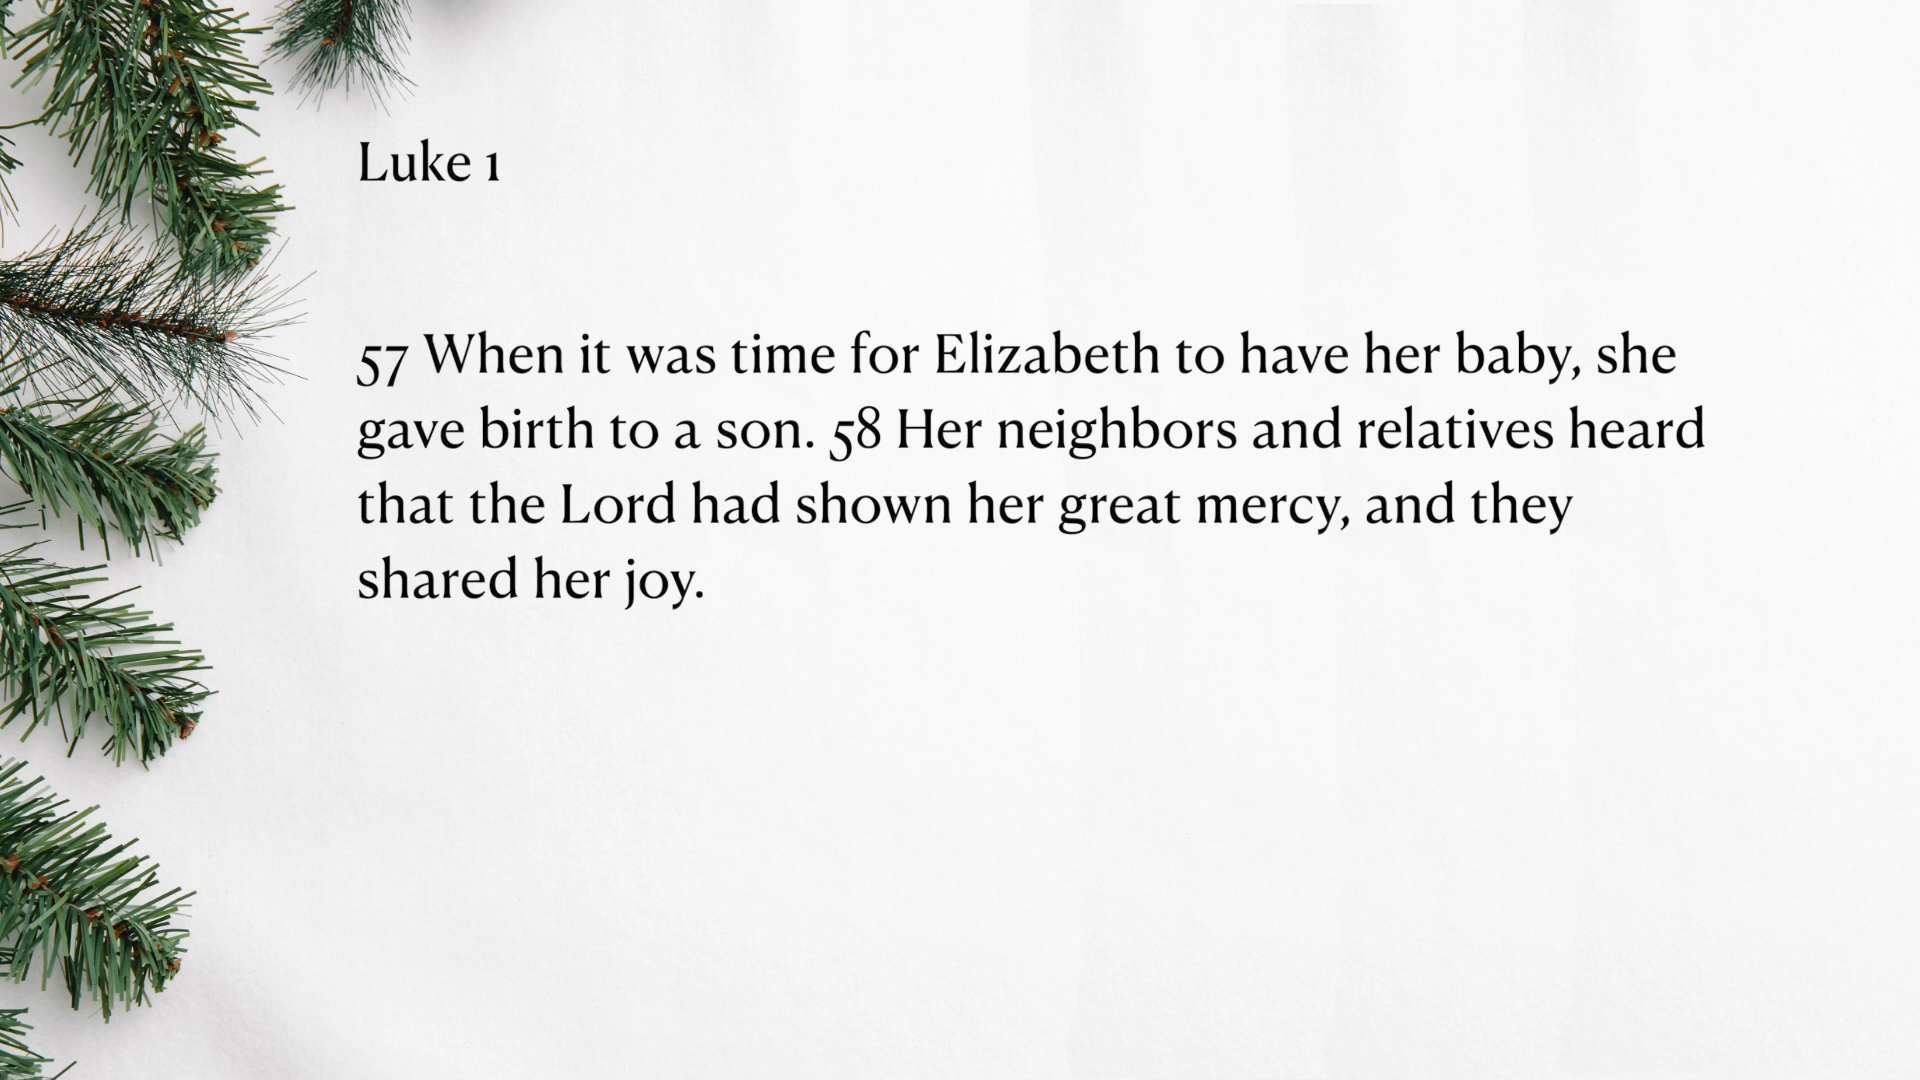 Luke 1
57 When it was time for Elizabeth to have her baby, she
gave birth to a son. 58 Her neighbors and relatives heard
that the Lord had shown her great mercy, and they
shared her joy.